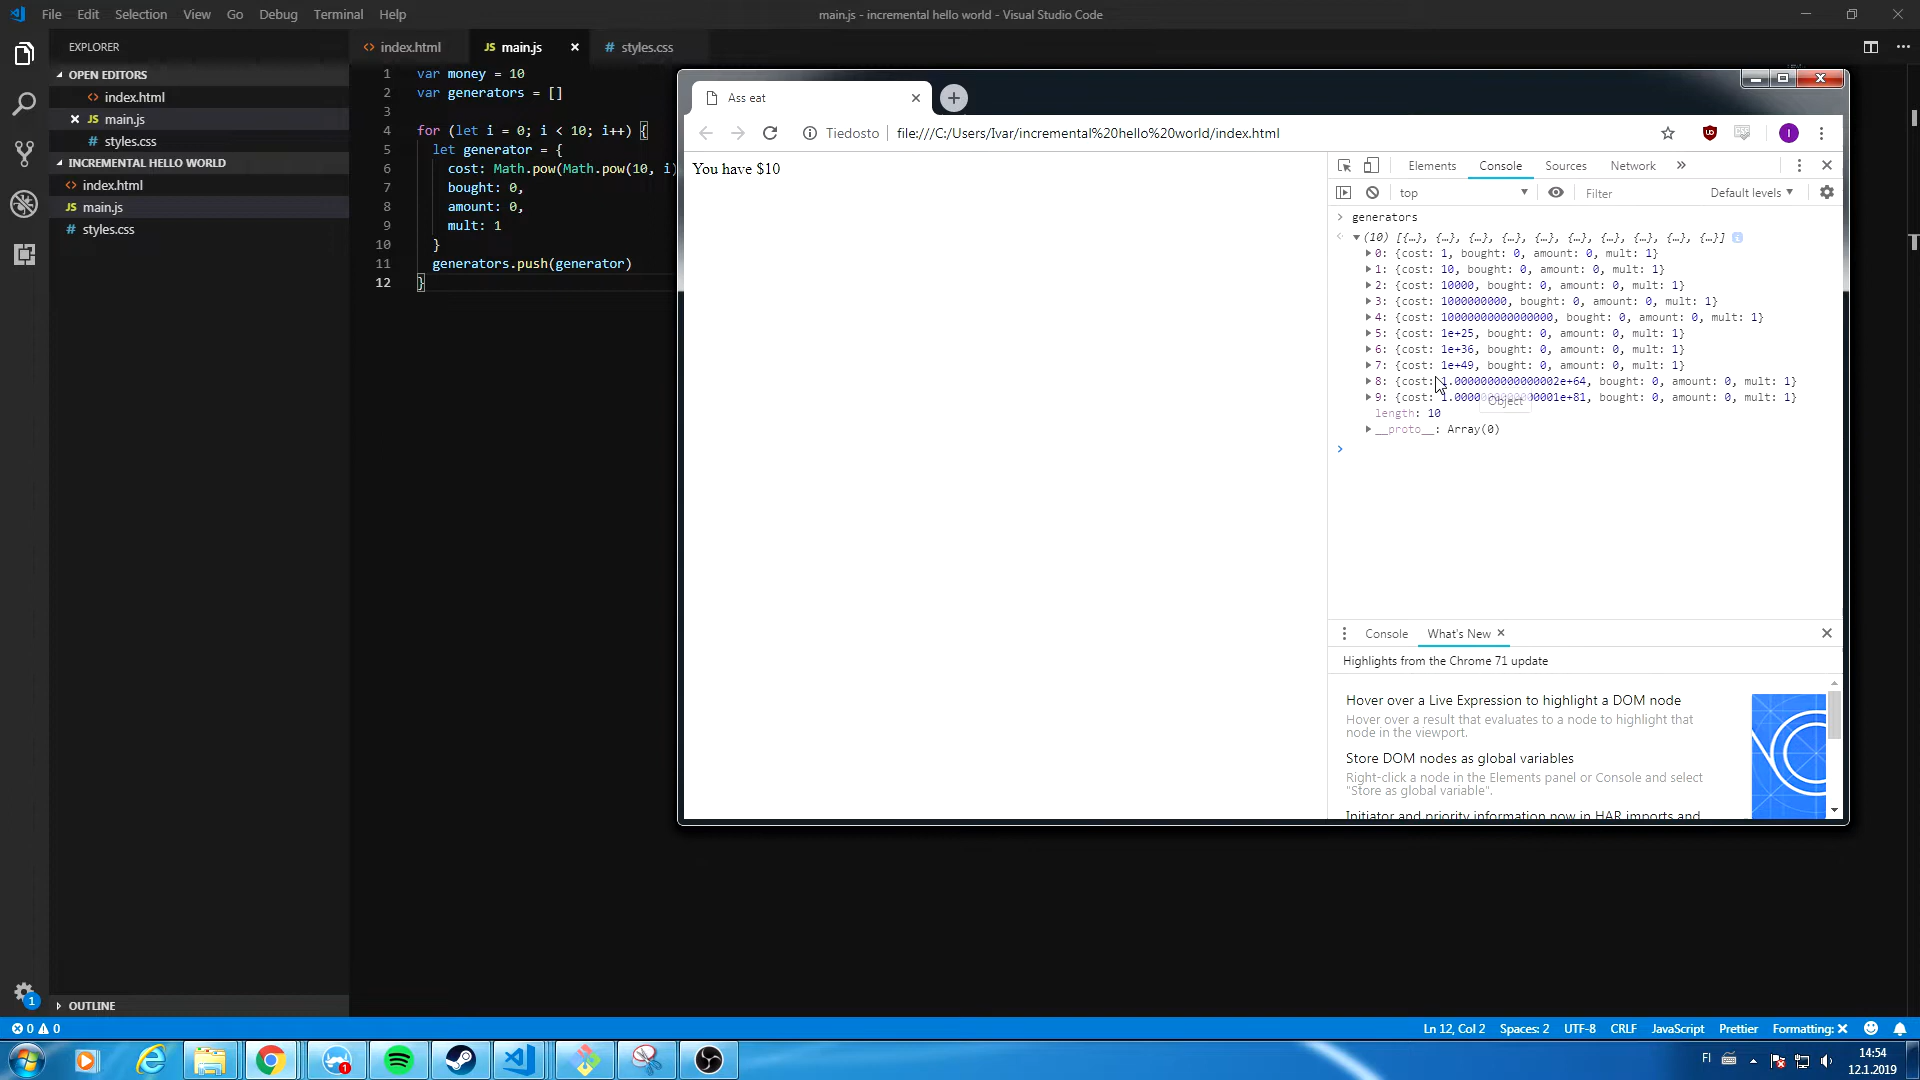 File Edit Selection View Go Debug Terminal Help
main.js - incremental hello world - Visual Studio Code
EXPLORER
OPEN EDITORS
<> index.html
JS main.js
# styles.css
INCREMENTAL HELLO WORLD
<> index.html
JS main.js
# styles.css
OUTLINE
<> index.html
JS main.js
# styles.css
1 var money = 10
2 var generators = []
3
4 for (let i = 0; i < 10; i++) {
5 let generator = {
6 cost: Math.pow(Math.pow(10, i)
7 bought: 0,
8 amount: 0,
9 mult: 1
10 }
11 generators.push(generator)
12 }
Ass eat
Tiedosto file:///C:/Users/Ivar/incremental%20hello%20world/index.html
I
You have $10
Elements Console Sources Network »
top Filter Default levels
generators
(10) [{…}, {…}, {…}, {…}, {…}, {…}, {…}, {…}, {…}, {…}]
0: {cost: 1, bought: 0, amount: 0, mult: 1}
1: {cost: 10, bought: 0, amount: 0, mult: 1}
2: {cost: 10000, bought: 0, amount: 0, mult: 1}
3: {cost: 1000000000, bought: 0, amount: 0, mult: 1}
4: {cost: 10000000000000000, bought: 0, amount: 0, mult: 1}
5: {cost: 1e+25, bought: 0, amount: 0, mult: 1}
6: {cost: 1e+36, bought: 0, amount: 0, mult: 1}
7: {cost: 1e+49, bought: 0, amount: 0, mult: 1}
8: {cost: 1.0000000000000002e+64, bought: 0, amount: 0, mult: 1}
9: {cost: 1.0000000000000001e+81, bought: 0, amount: 0, mult: 1}
Object
length: 10
__proto__: Array(0)
Console What's New
Highlights from the Chrome 71 update
Hover over a Live Expression to highlight a DOM node
Hover over a result that evaluates to a node to highlight that
node in the viewport.
Store DOM nodes as global variables
Right-click a node in the Elements panel or Console and select
"Store as global variable".
Initiator and priority information now in HAR imports and
1
0 0
Ln 12, Col 2 Spaces: 2 UTF-8 CRLF JavaScript Prettier Formatting: ×
1
FI
14:54
12.1.2019